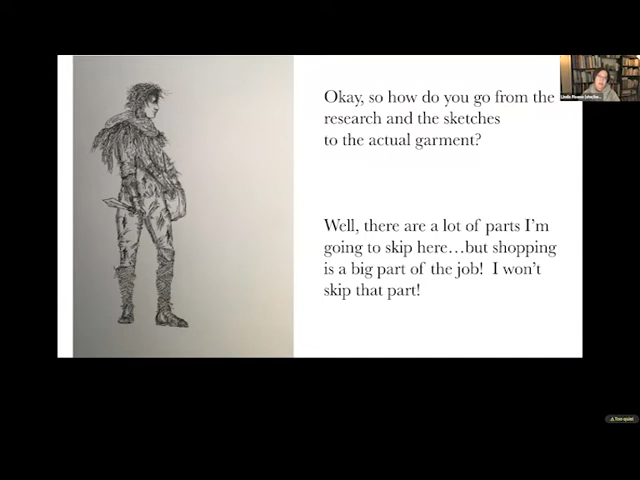 Okay, so how do you go from the
research and the sketches
to the actual garment?
Well, there are a lot of parts I'm
going to skip here…but shopping
is a big part of the job!  I won't
skip that part!